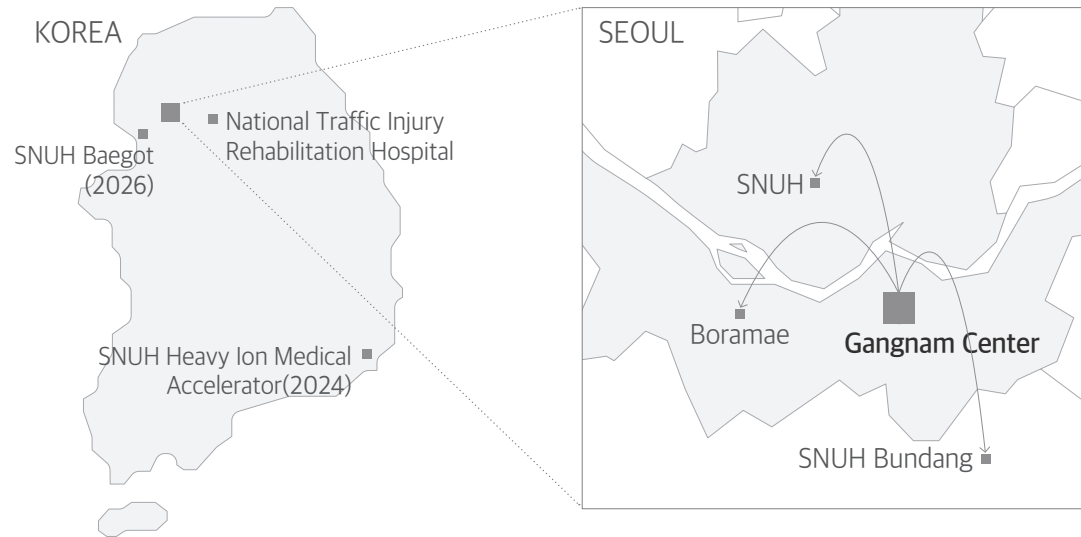 KOREA
National Traffic Injury
Rehabilitation Hospital
SNUH Baegot
(2026)
SNUH Heavy Ion Medical
Accelerator(2024)
SEOUL
SNUH
Boramae
Gangnam Center
SNUH Bundang